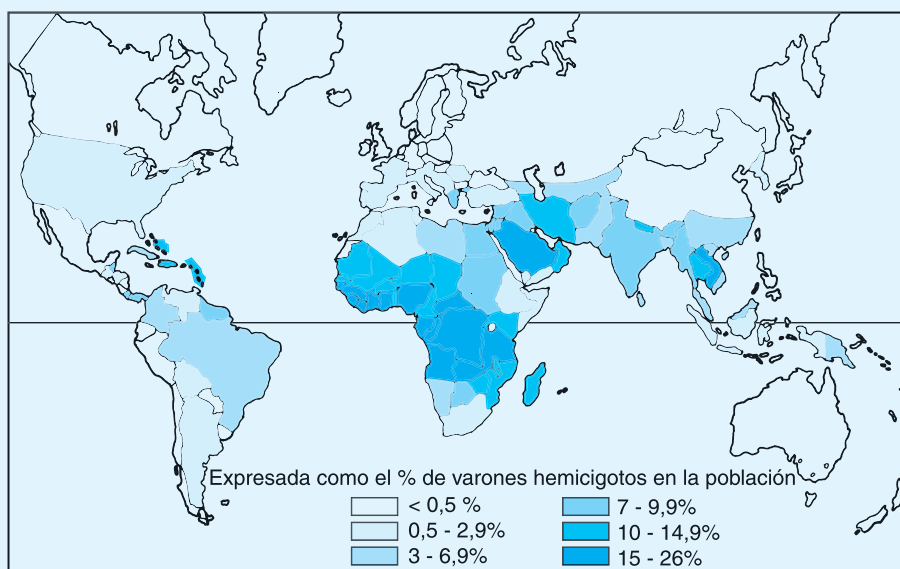 Expresada como el % de varones hemicigotos en la población
< 0,5 %
0,5 - 2,9%
3 - 6,9%
7 - 9,9%
10 - 14,9%
15 - 26%